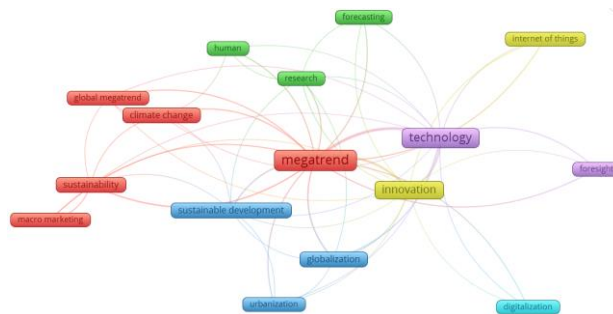 forecasting
internet of things
human
research
global megatrend
climate change
technology
megatrend
foresight
sustainability
innovation
macro marketing
sustainable development
globalization
urbanization
digitalization